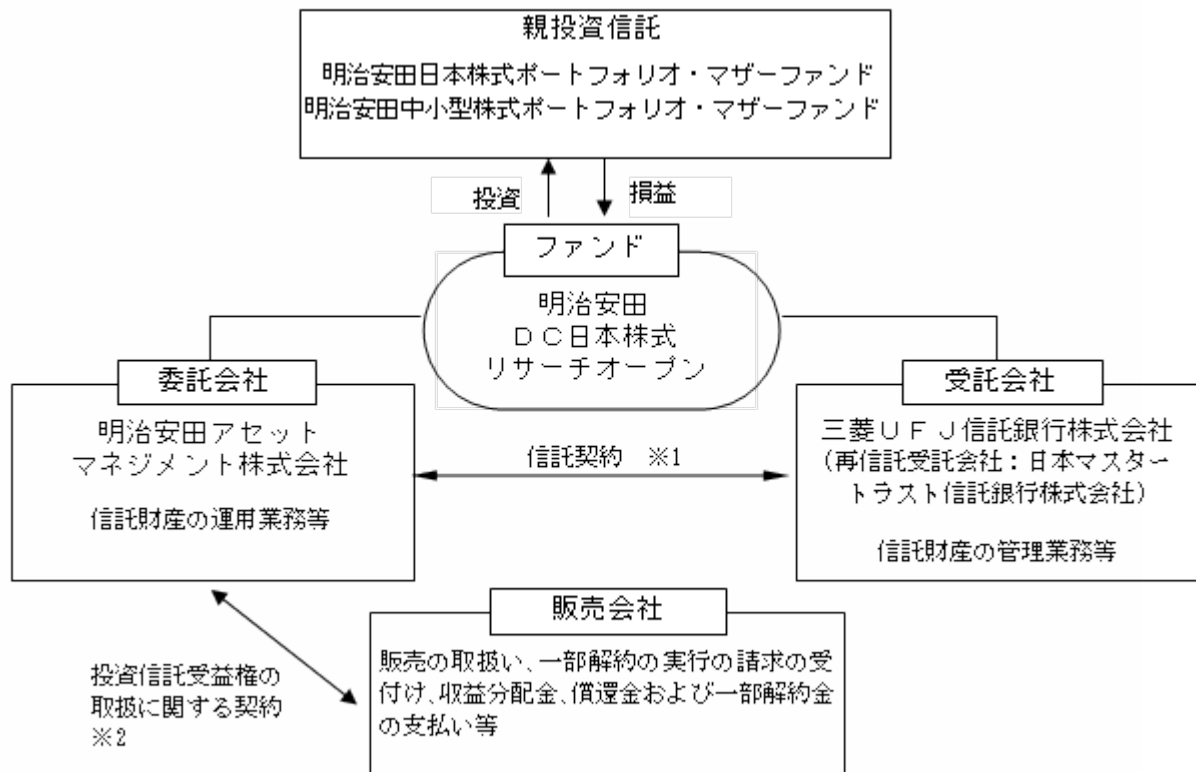 親投資信託
明治安田日本株式ポートフォリオ・マザーファンド
明治安田中小型株式ポートフォリオ・マザーファンド
投資
損益
ファンド
明治安田
ＤＣ日本株式
リサーチオープン
委託会社
明治安田アセット
マネジメント株式会社
信託財産の運用業務等
信託契約　※1
受託会社
三菱ＵＦＪ信託銀行株式会社
（再信託受託会社：日本マスター
トラスト信託銀行株式会社）
信託財産の管理業務等
投資信託受益権の
取扱に関する契約
※2
販売会社
販売の取扱い、一部解約の実行の請求の受
付け、収益分配金、償還金および一部解約金
の支払い等